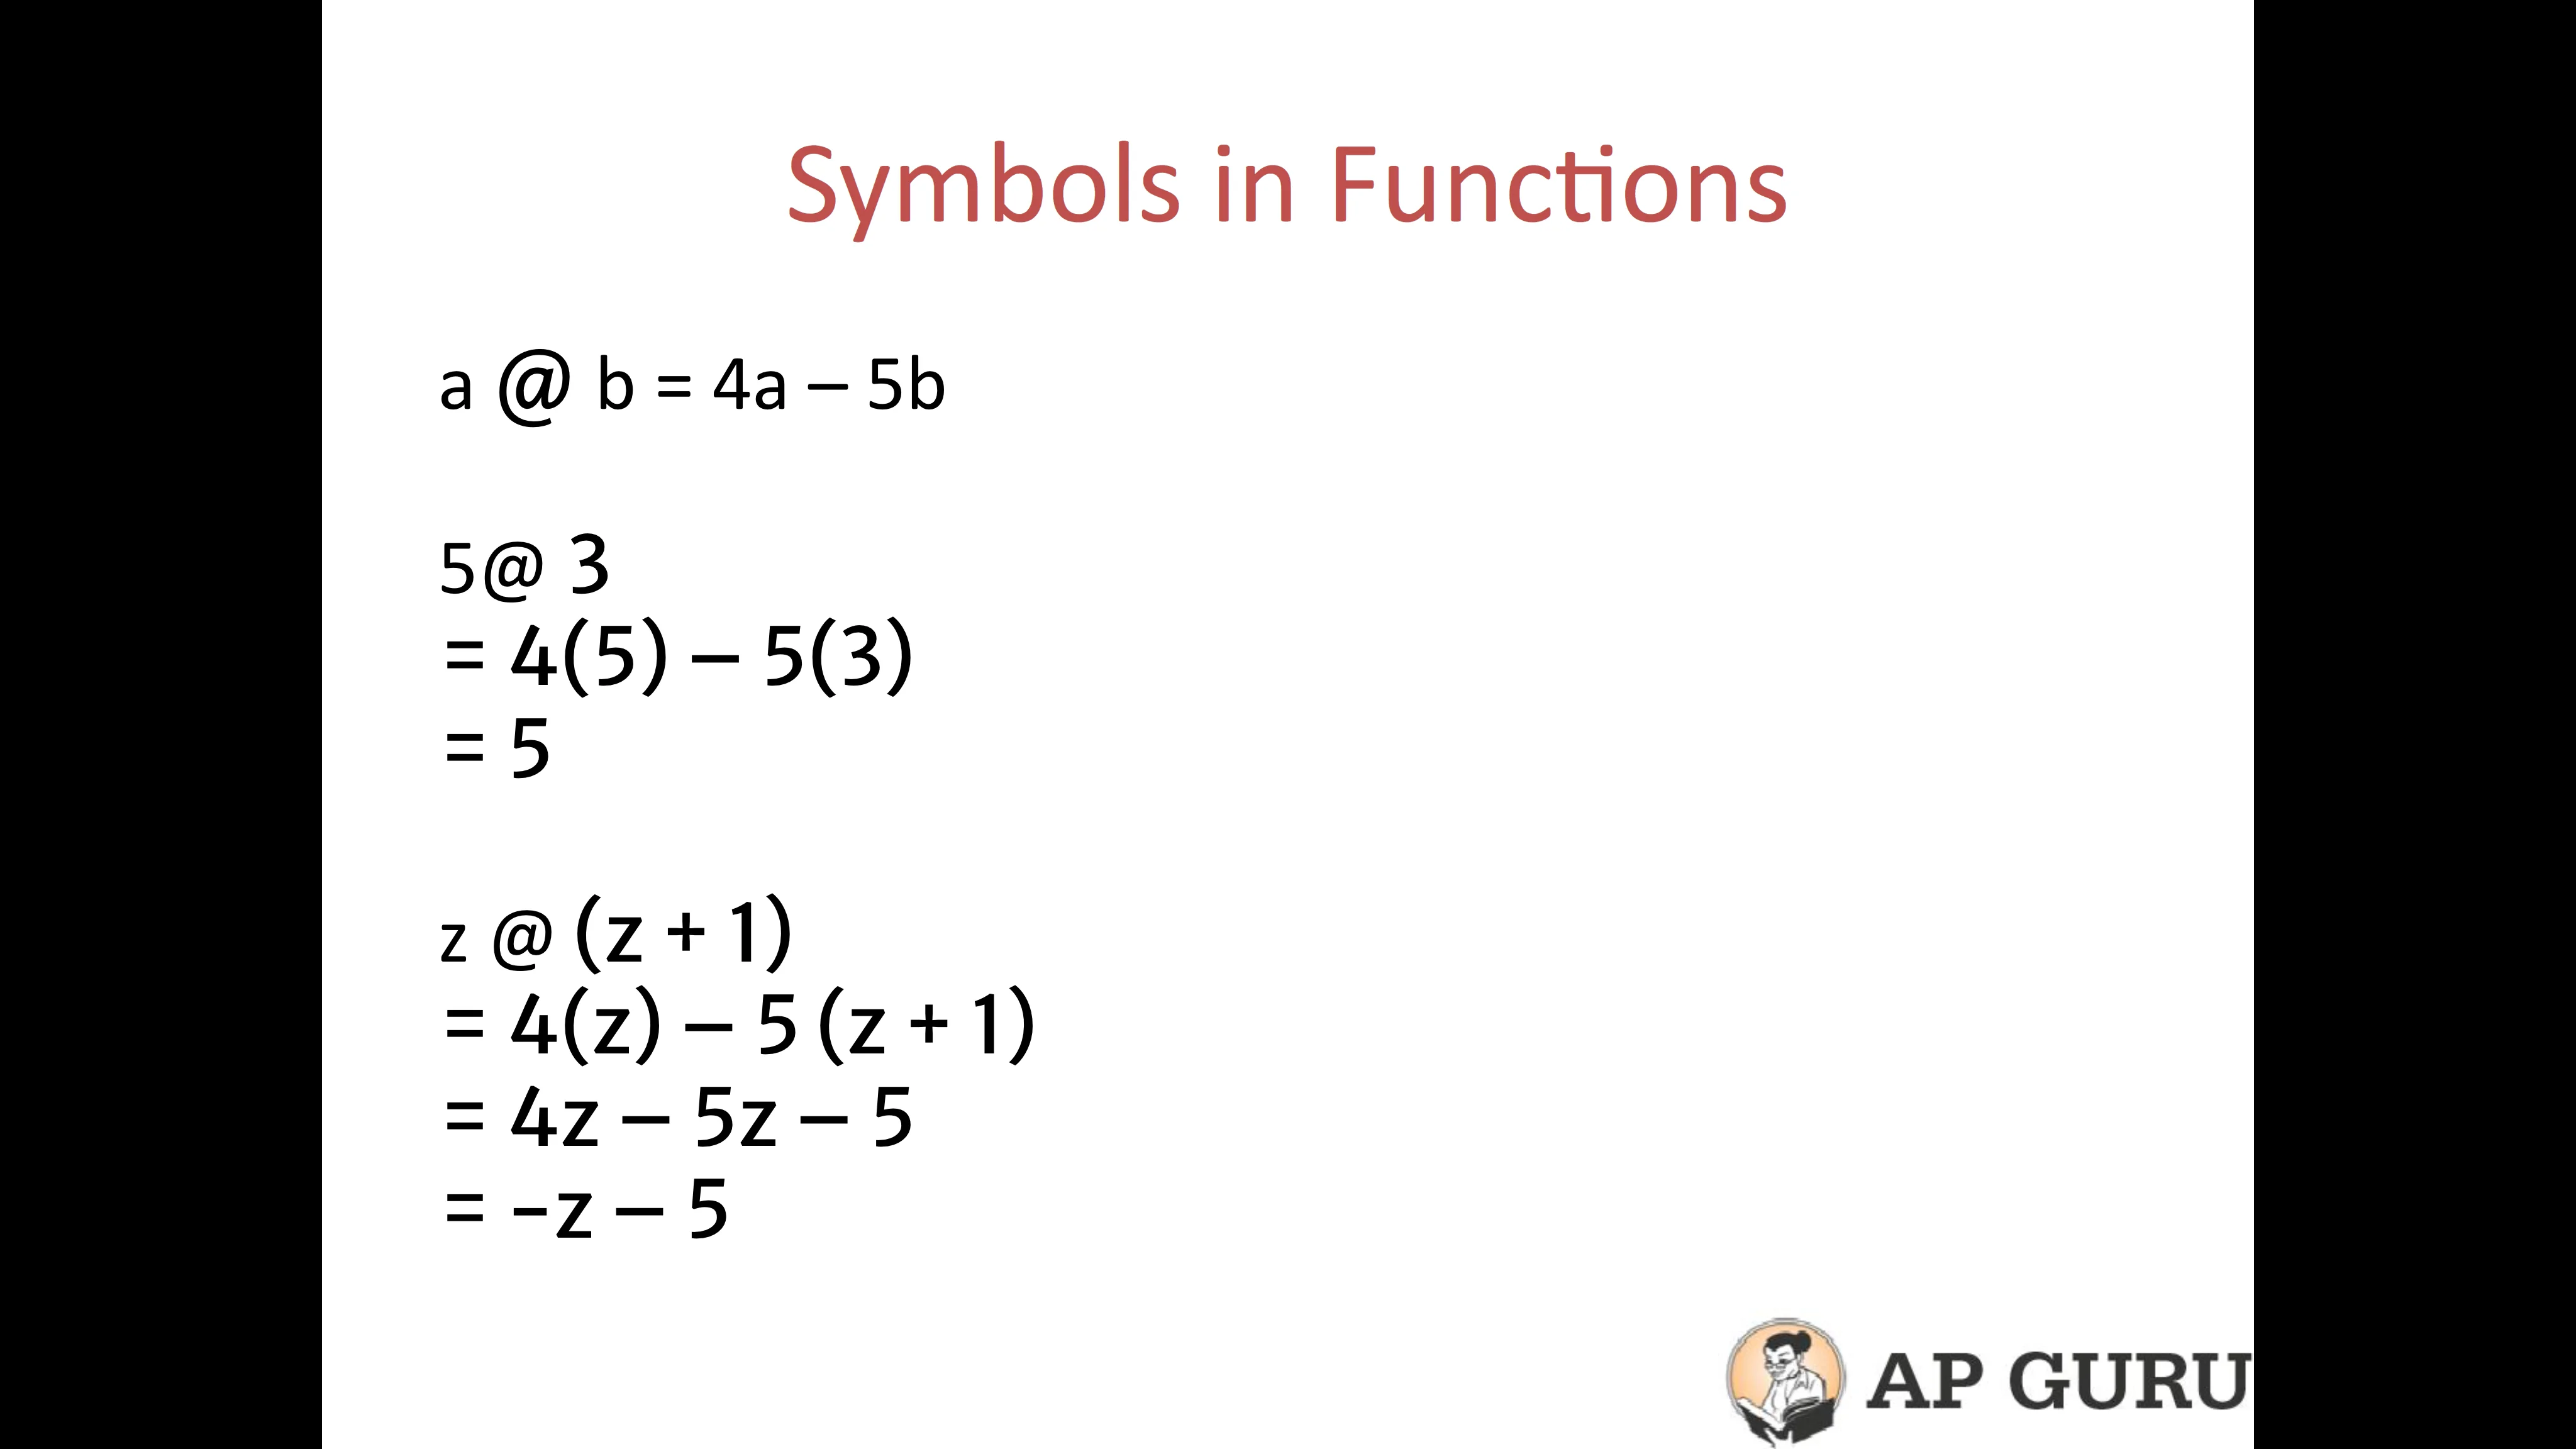 Symbols in Functions
a @ b = 4a – 5b
5@ 3
= 4(5) – 5(3)
= 5
z @ (z + 1)
= 4(z) – 5 (z + 1)
= 4z – 5z – 5
= -z – 5
AP GURU